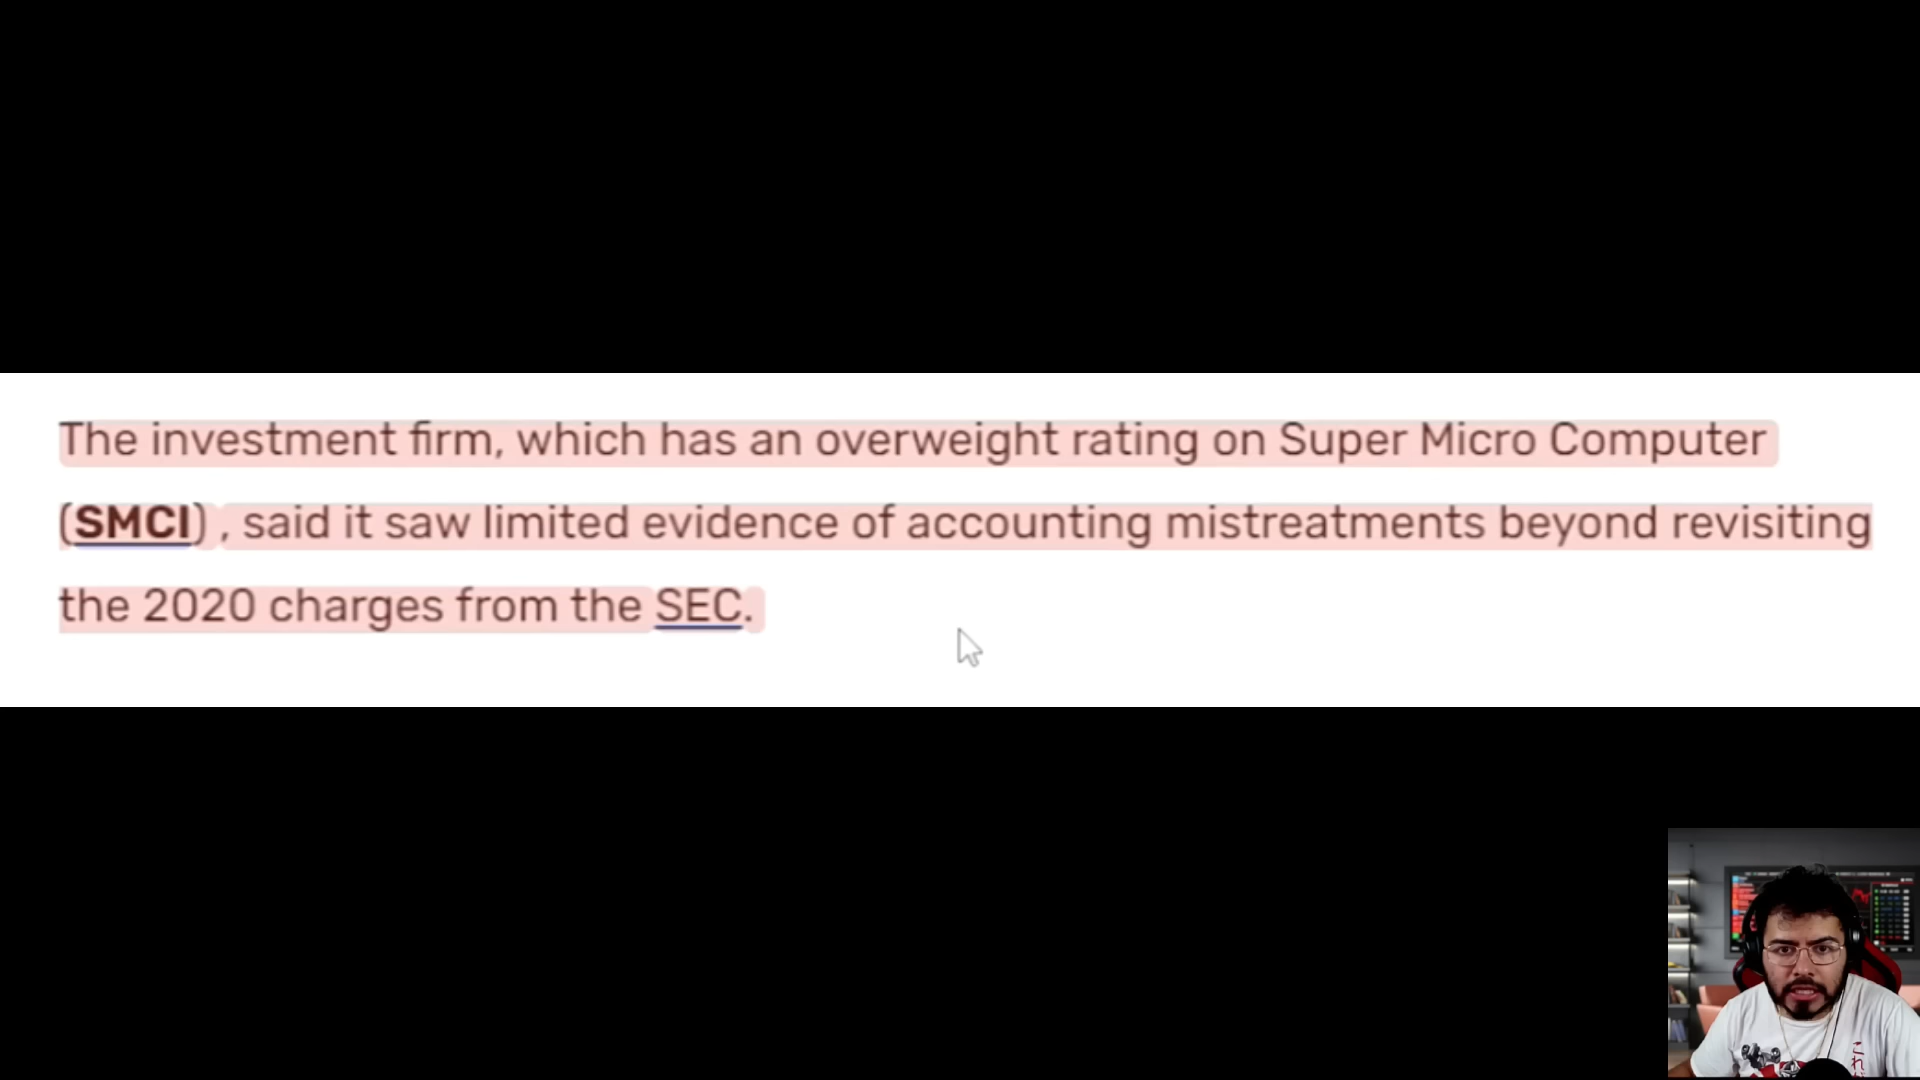 The investment firm, which has an overweight rating on Super Micro Computer
(SMCI) , said it saw limited evidence of accounting mistreatments beyond revisiting
the 2020 charges from the SEC.